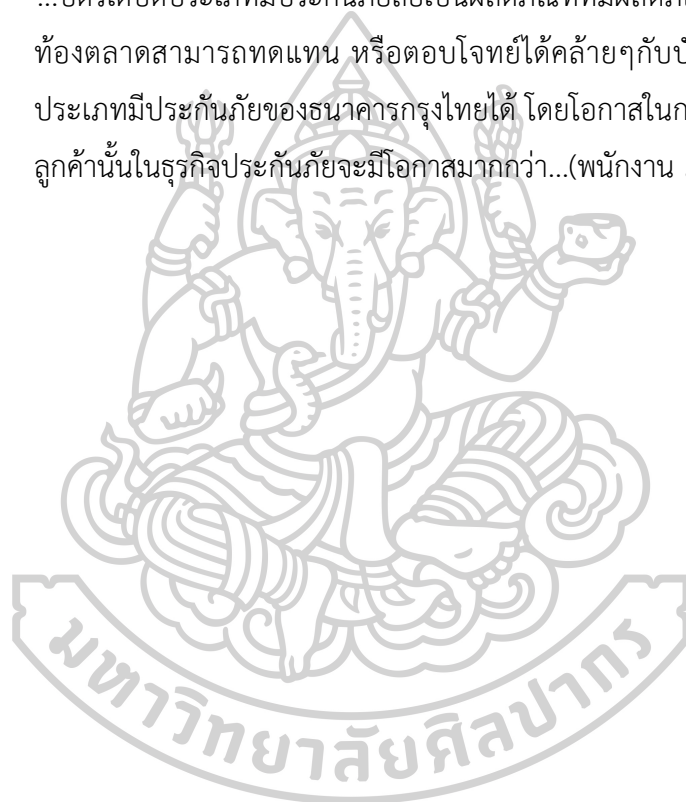 ท้องตลาดสามารถทดแทน หรือตอบโจทย์ได้คล้ายๆกับบั
ประเภทมีประกันภัยของธนาคารกรุงไทยได้ โดยโอกาสในก
ลูกค้านั้นในธุรกิจประกันภัยจะมีโอกาสมากกว่า...(พนักงาน
มหาวิทยาลัยศิลปากร